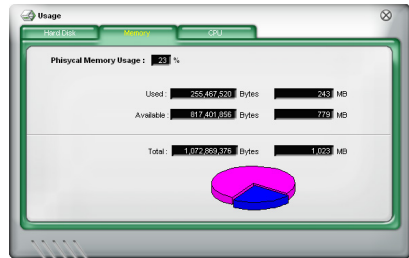 Usage
Hard Disk Memory CPU
Phisycal Memory Usage : 23 %
Used : 255,467,520 Bytes 243 MB
Available : 817,401,856 Bytes 779 MB
Total : 1,072,869,376 Bytes 1,023 MB